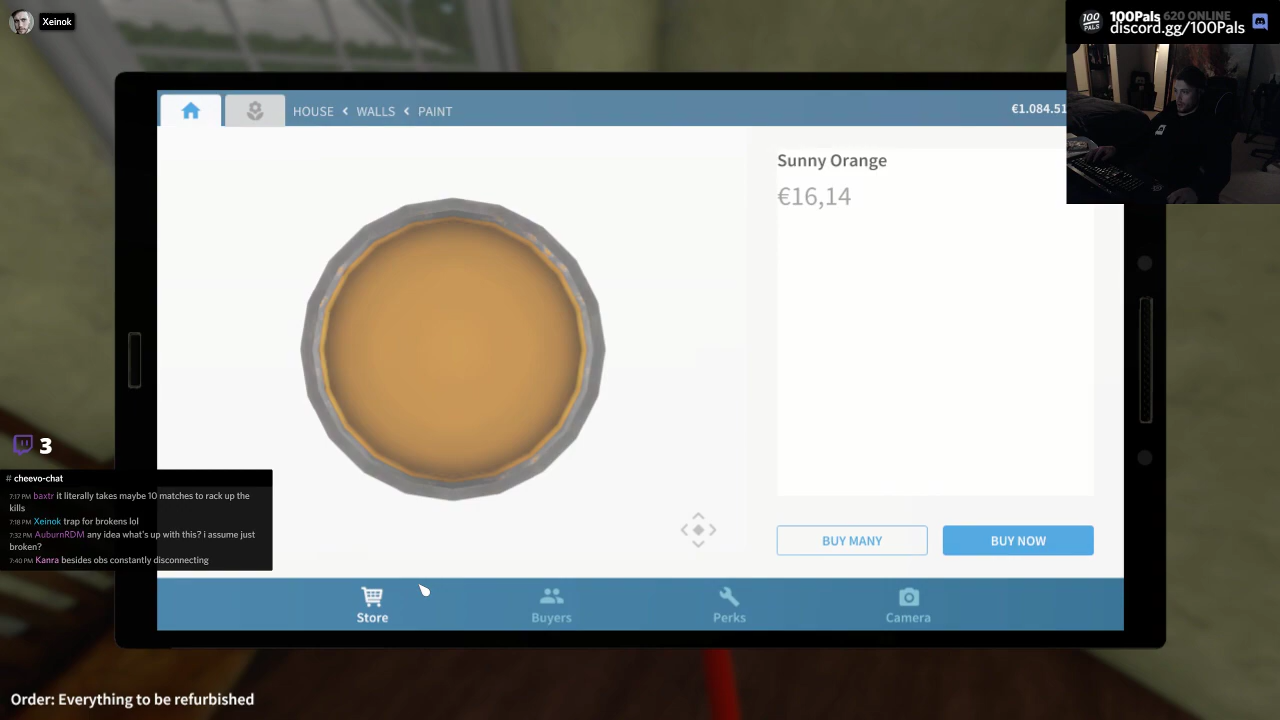 Xeinok
100Pals 620 ONLINE
discord.gg/100Pals
100
PALS
HOUSE < WALLS < PAINT
€1.084.51
Sunny Orange
€16,14
3
# cheevo-chat
7:17 PM baxtr it literally takes maybe 10 matches to rack up the
kills
7:18 PM Xeinok trap for brokens lol
7:32 PM AuburnRDM any idea what's up with this? i assume just
broken?
7:40 PM Kanra besides obs constantly disconnecting
BUY MANY
BUY NOW
Store
Buyers
Perks
Camera
Order: Everything to be refurbished